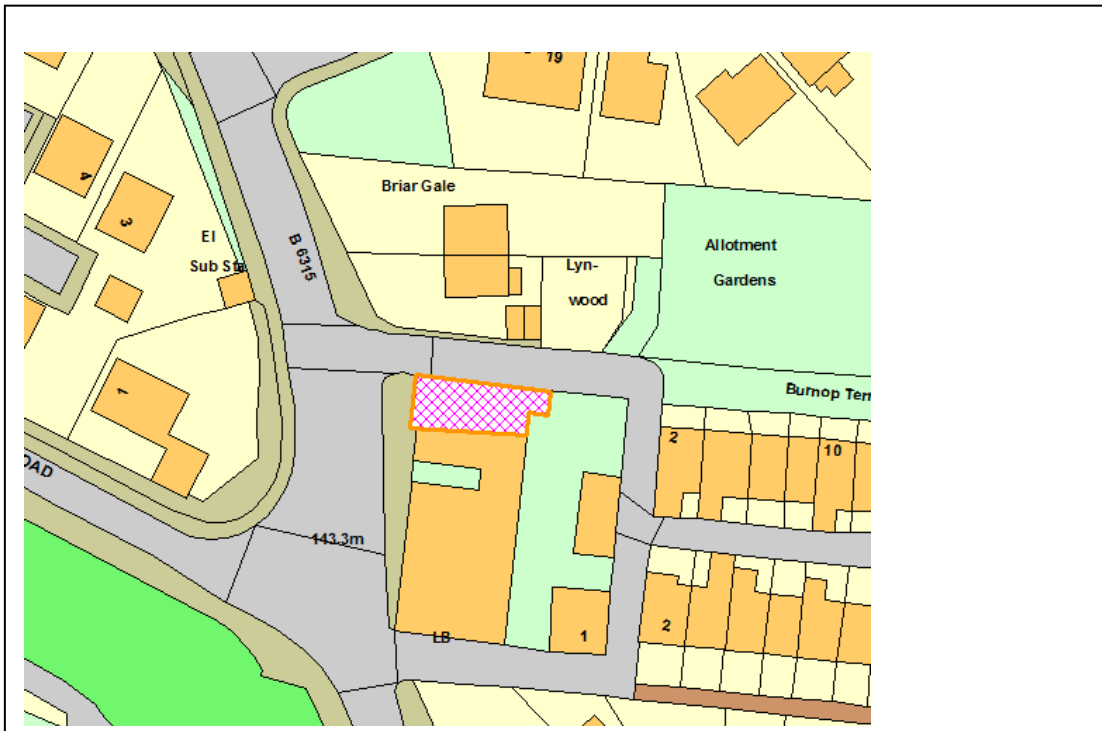 19
4
3
Briar Gale
El
Sub Sta
B 6315
Lyn-
wood
Allotment
Gardens
1
Burnop Terr
2
10
OAD
143.3m
LB
1
2